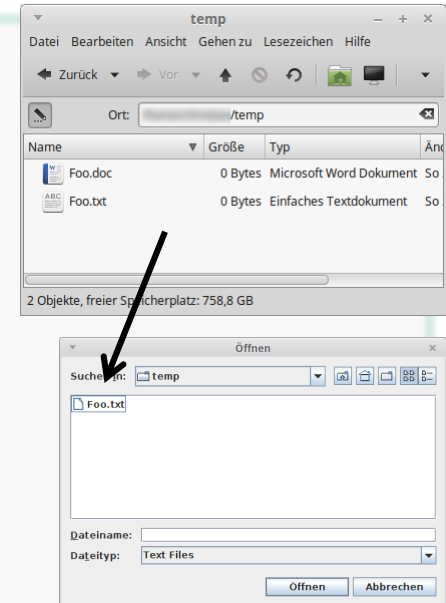 temp
Datei Bearbeiten Ansicht Gehen zu Lesezeichen Hilfe
Zurück Vor
Ort: /temp
Name Größe Typ Änd
Foo.doc 0 Bytes Microsoft Word Dokument So
Foo.txt 0 Bytes Einfaches Textdokument So
2 Objekte, freier Speicherplatz: 758,8 GB
Öffnen
Suchen in: temp
Foo.txt
Dateiname:
Dateityp: Text Files
Öffnen Abbrechen